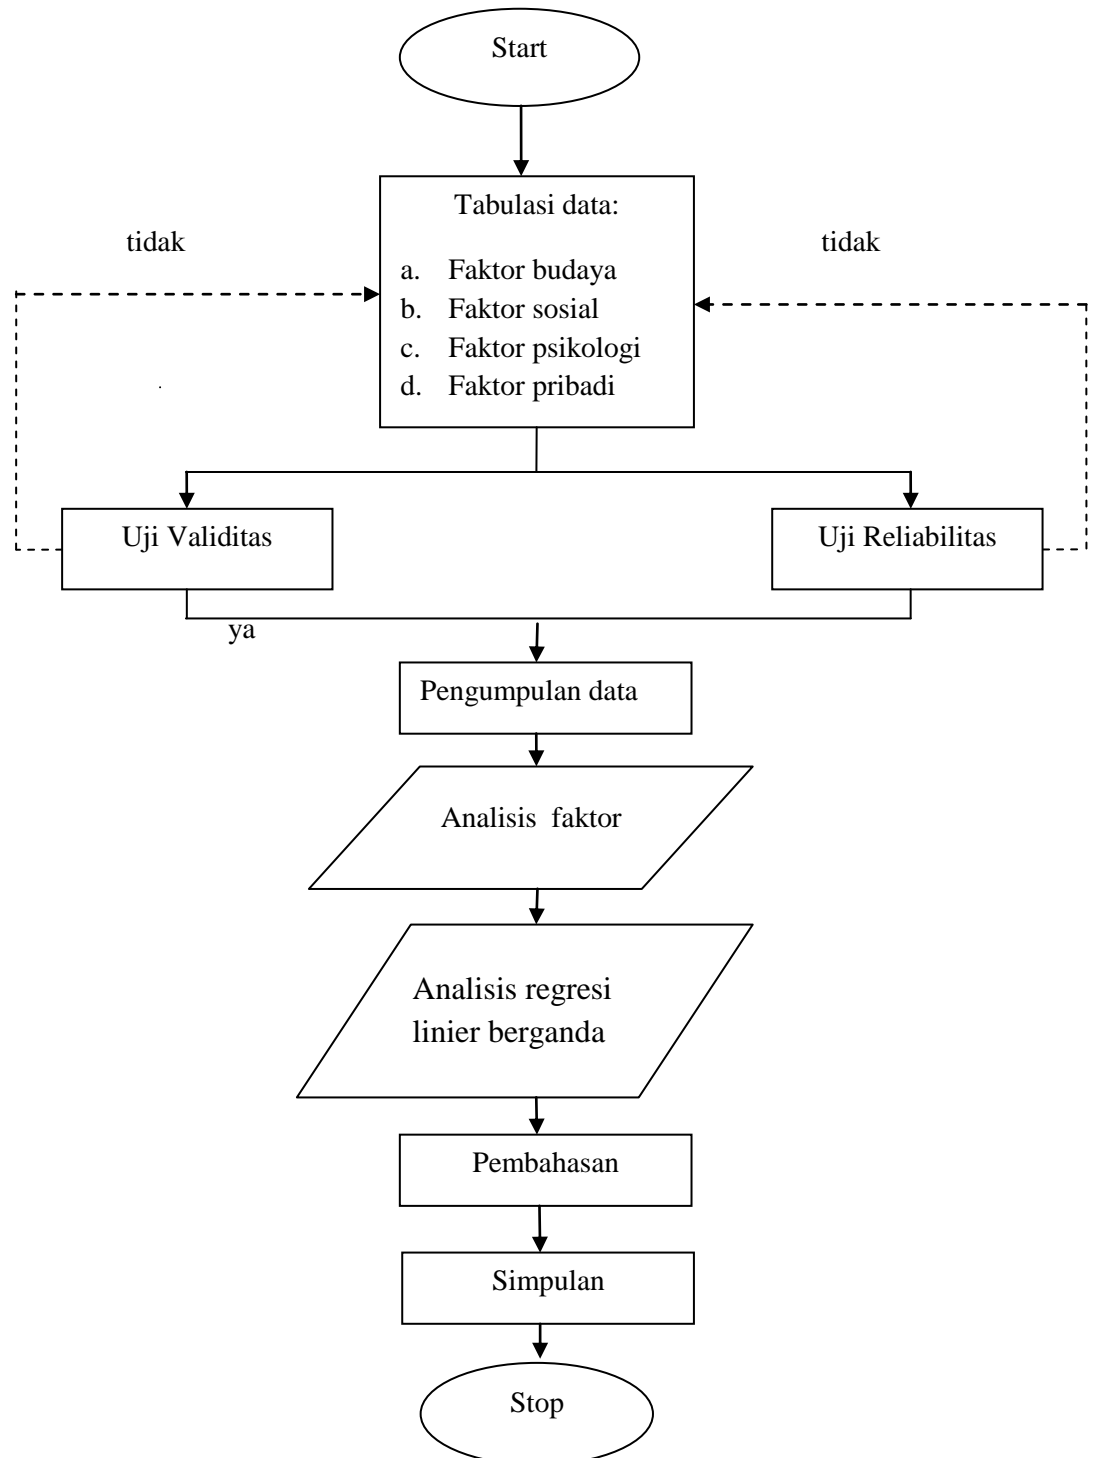 Start
Tabulasi data:
tidak
tidak
a. Faktor budaya
b. Faktor sosial
c. Faktor psikologi
d. Faktor pribadi
Uji Validitas
Uji Reliabilitas
ya
Pengumpulan data
Analisis faktor
Analisis regresi
linier berganda
Pembahasan
Simpulan
Stop